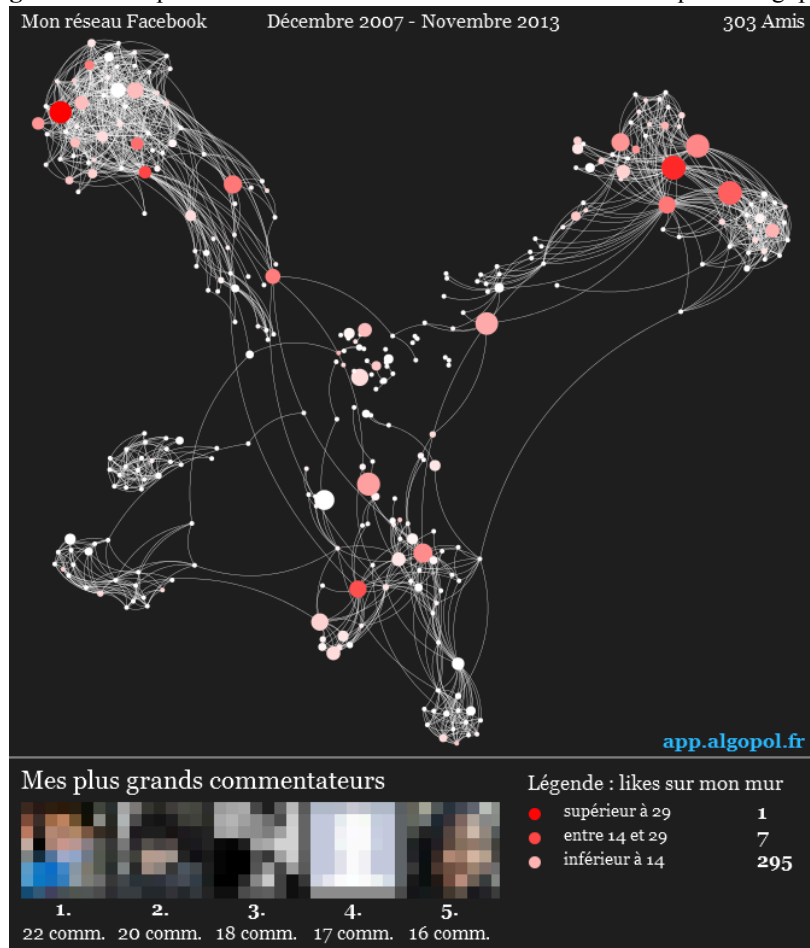 Mon réseau Facebook Décembre 2007 - Novembre 2013 303 Amis
app.algopol.fr
Mes plus grands commentateurs
1. 2. 3. 4. 5.
22 comm. 20 comm. 18 comm. 17 comm. 16 comm.
Légende : likes sur mon mur
supérieur à 29 1
entre 14 et 29 7
inférieur à 14 295